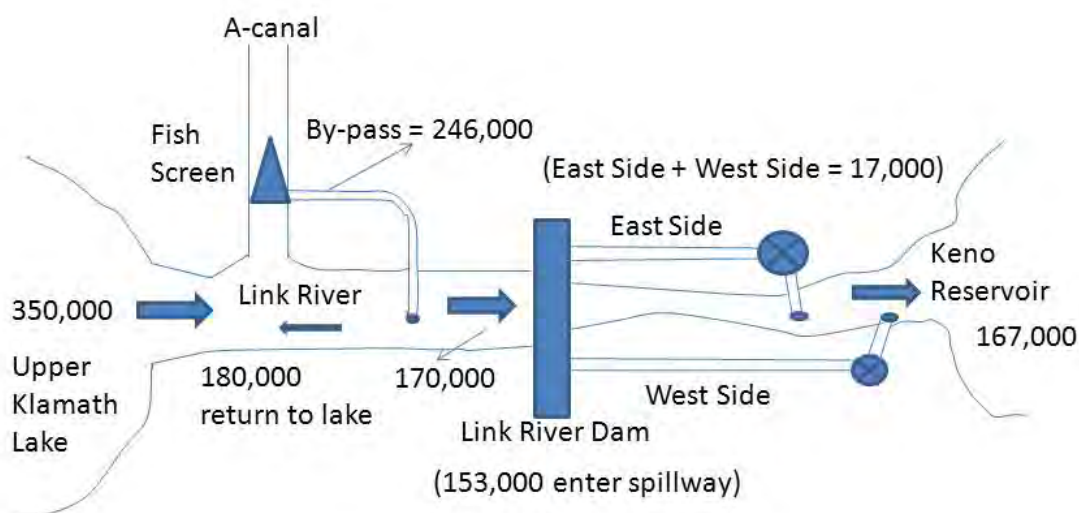 A-canal
Fish
Screen
By-pass = 246,000
(East Side + West Side = 17,000)
East Side
Keno
Reservoir
167,000
350,000
Link River
Upper
Klamath
Lake
180,000
return to lake
170,000
West Side
Link River Dam
(153,000 enter spillway)